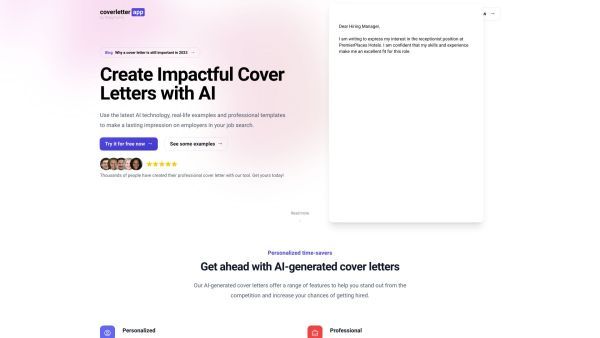 coverletter app
Blog Why a cover letter is still important in 2023 →
Create Impactful Cover
Letters with AI
Use the latest AI technology, real-life examples and professional templates
to make a lasting impression on employers in your job search.
Try it for free now →
See some examples →
Thousands of people have created their professional cover letter with our tool. Get yours today!
Dear Hiring Manager,
I am writing to express my interest in the receptionist position at
PremierPlaces Hotels. I am confident that my skills and experience
make me an excellent fit for this role
Read more
Personalized time-savers
Get ahead with AI-generated cover letters
Our AI-generated cover letters offer a range of features to help you stand out from the
competition and increase your chances of getting hired.
Personalized
Professional